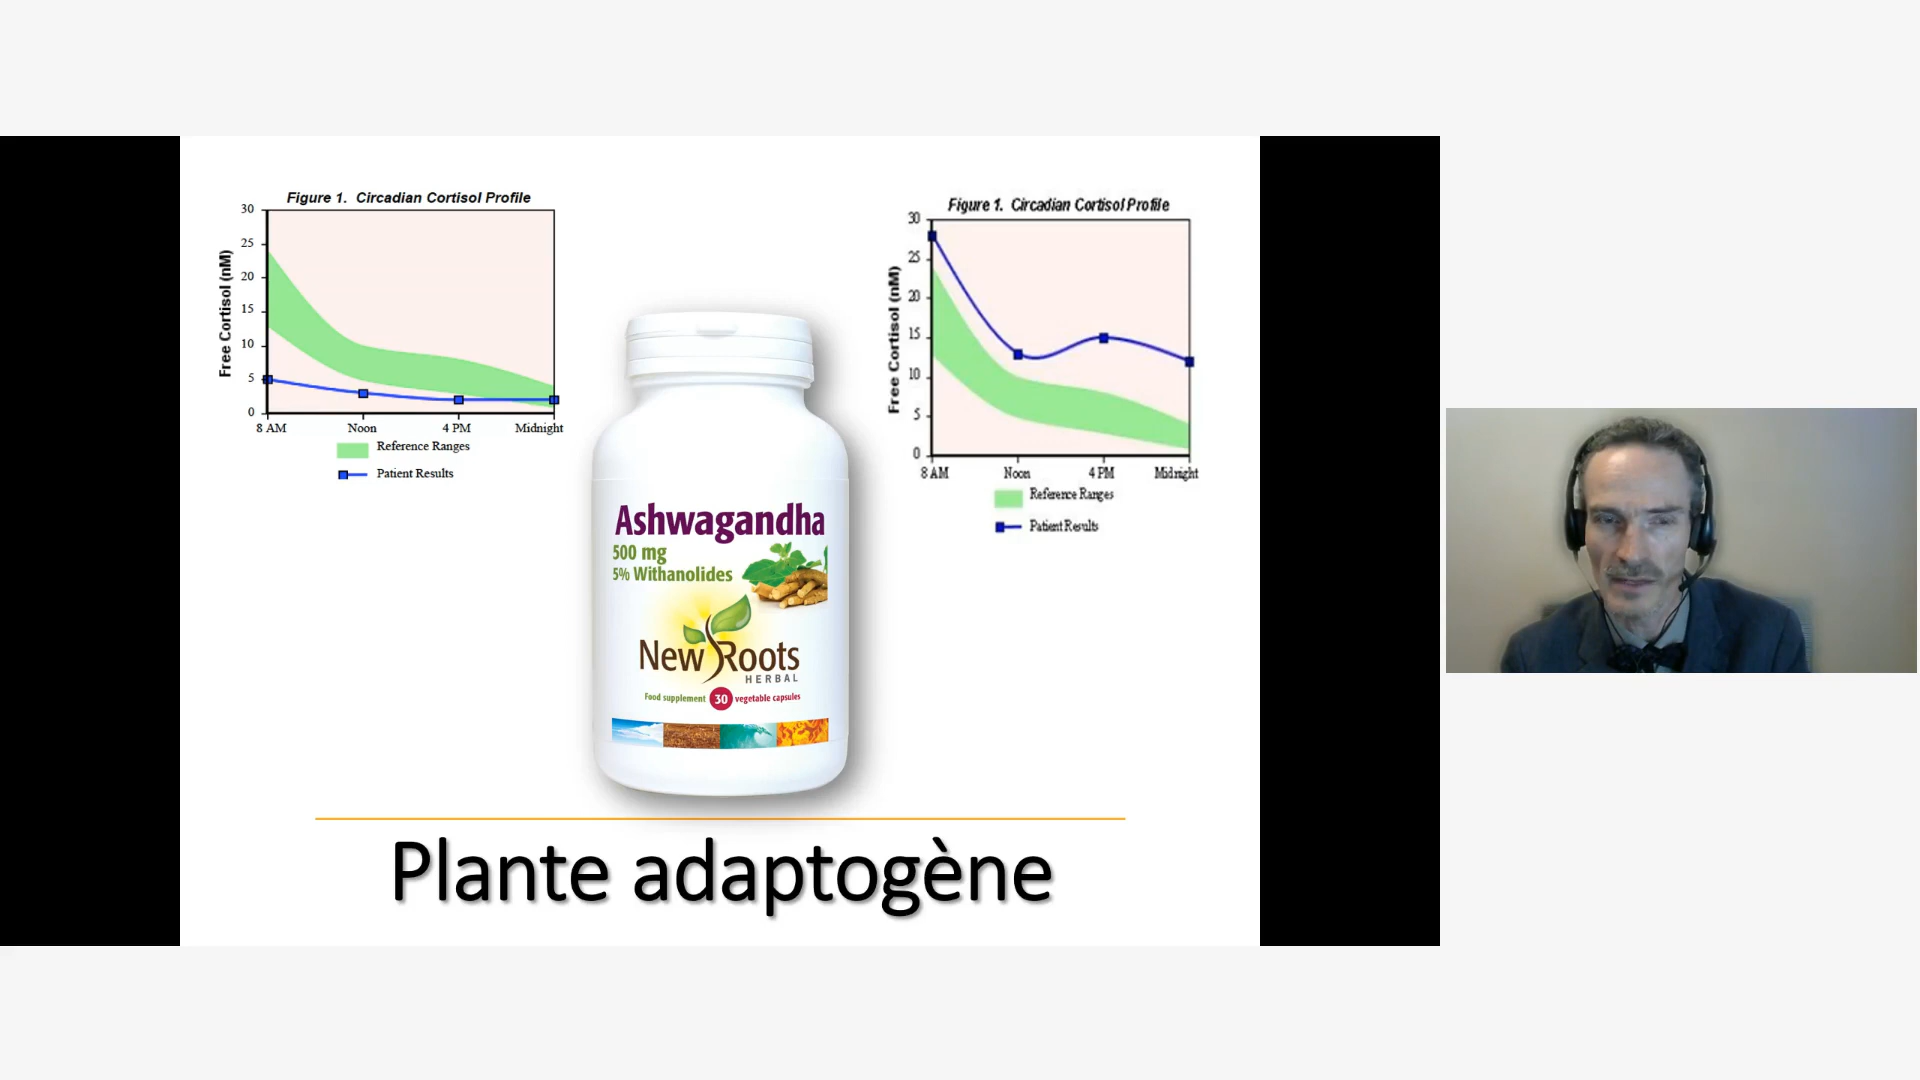 Figure 1. Circadian Cortisol Profile
Free Cortisol (nM)
30
25
20
15
10
5
0
8 AM Noon 4 PM Midnight
Reference Ranges
Patient Results
Figure 1. Circadian Cortisol Profile
Free Cortisol (nM)
30
25
20
15
10
5
0
8 AM Noon 4 PM Midnight
Reference Ranges
Patient Results
Ashwagandha
500 mg
5% Withanolides
New Roots
HERBAL
Food supplement 30 vegetable capsules
Plante adaptogène